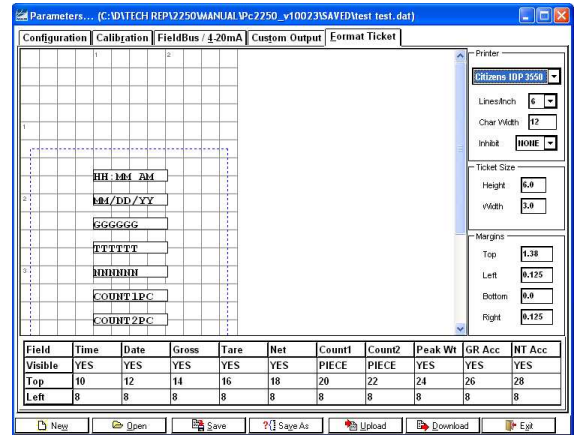 Parameters... (C:\D\TECH REP\2250\MANUAL\Pc2250_v10023\SAVED\test test.dat)
Configuration Calibration FieldBus / 4-20mA Custom Output Format Ticket
1 2
1
HH:MM AM
2 MM/DD/YY
GGGGGG
TTTTTT
3 NNNNNN
COUNT1PC
COUNT2PC
Printer
Citizens IDP 3550
Lines/Inch 6
Char Width 12
Inhibit NONE
Ticket Size
Height 6.0
Width 3.0
Margins
Top 1.38
Left 0.125
Bottom 0.0
Right 0.125
Field Time Date Gross Tare Net Count1 Count2 Peak Wt GR Acc NT Acc
Visible YES YES YES YES YES PIECE PIECE YES YES YES
Top 10 12 14 16 18 20 22 24 26 28
Left 8 8 8 8 8 8 8 8 8 8
New Open Save Save As Upload Download Exit